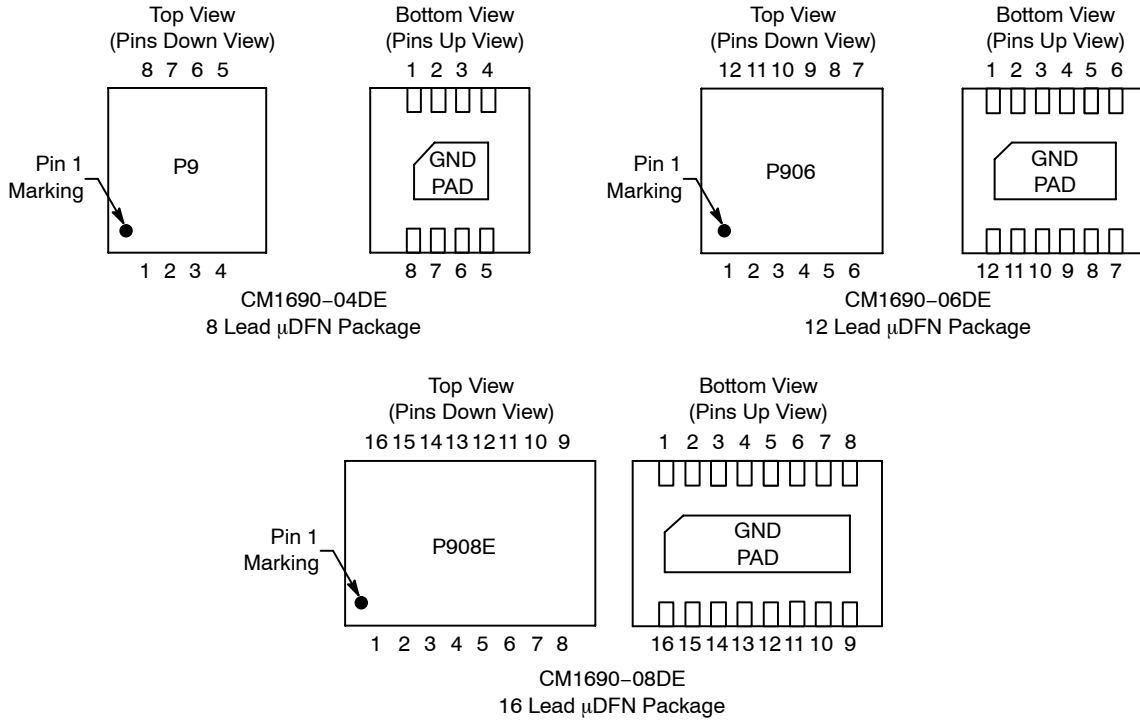 Top View
(Pins Down View)
8 7 6 5
Pin 1
Marking
P9
1 2 3 4
Bottom View
(Pins Up View)
1 2 3 4
GND
PAD
8 7 6 5
CM1690−04DE
8 Lead μDFN Package
Top View
(Pins Down View)
12 11 10 9 8 7
Pin 1
Marking
P906
1 2 3 4 5 6
Bottom View
(Pins Up View)
1 2 3 4 5 6
GND
PAD
12 11 10 9 8 7
CM1690−06DE
12 Lead μDFN Package
Top View
(Pins Down View)
16 15 14 13 12 11 10 9
Pin 1
Marking
P908E
1 2 3 4 5 6 7 8
Bottom View
(Pins Up View)
1 2 3 4 5 6 7 8
GND
PAD
16 15 14 13 12 11 10 9
CM1690−08DE
16 Lead μDFN Package